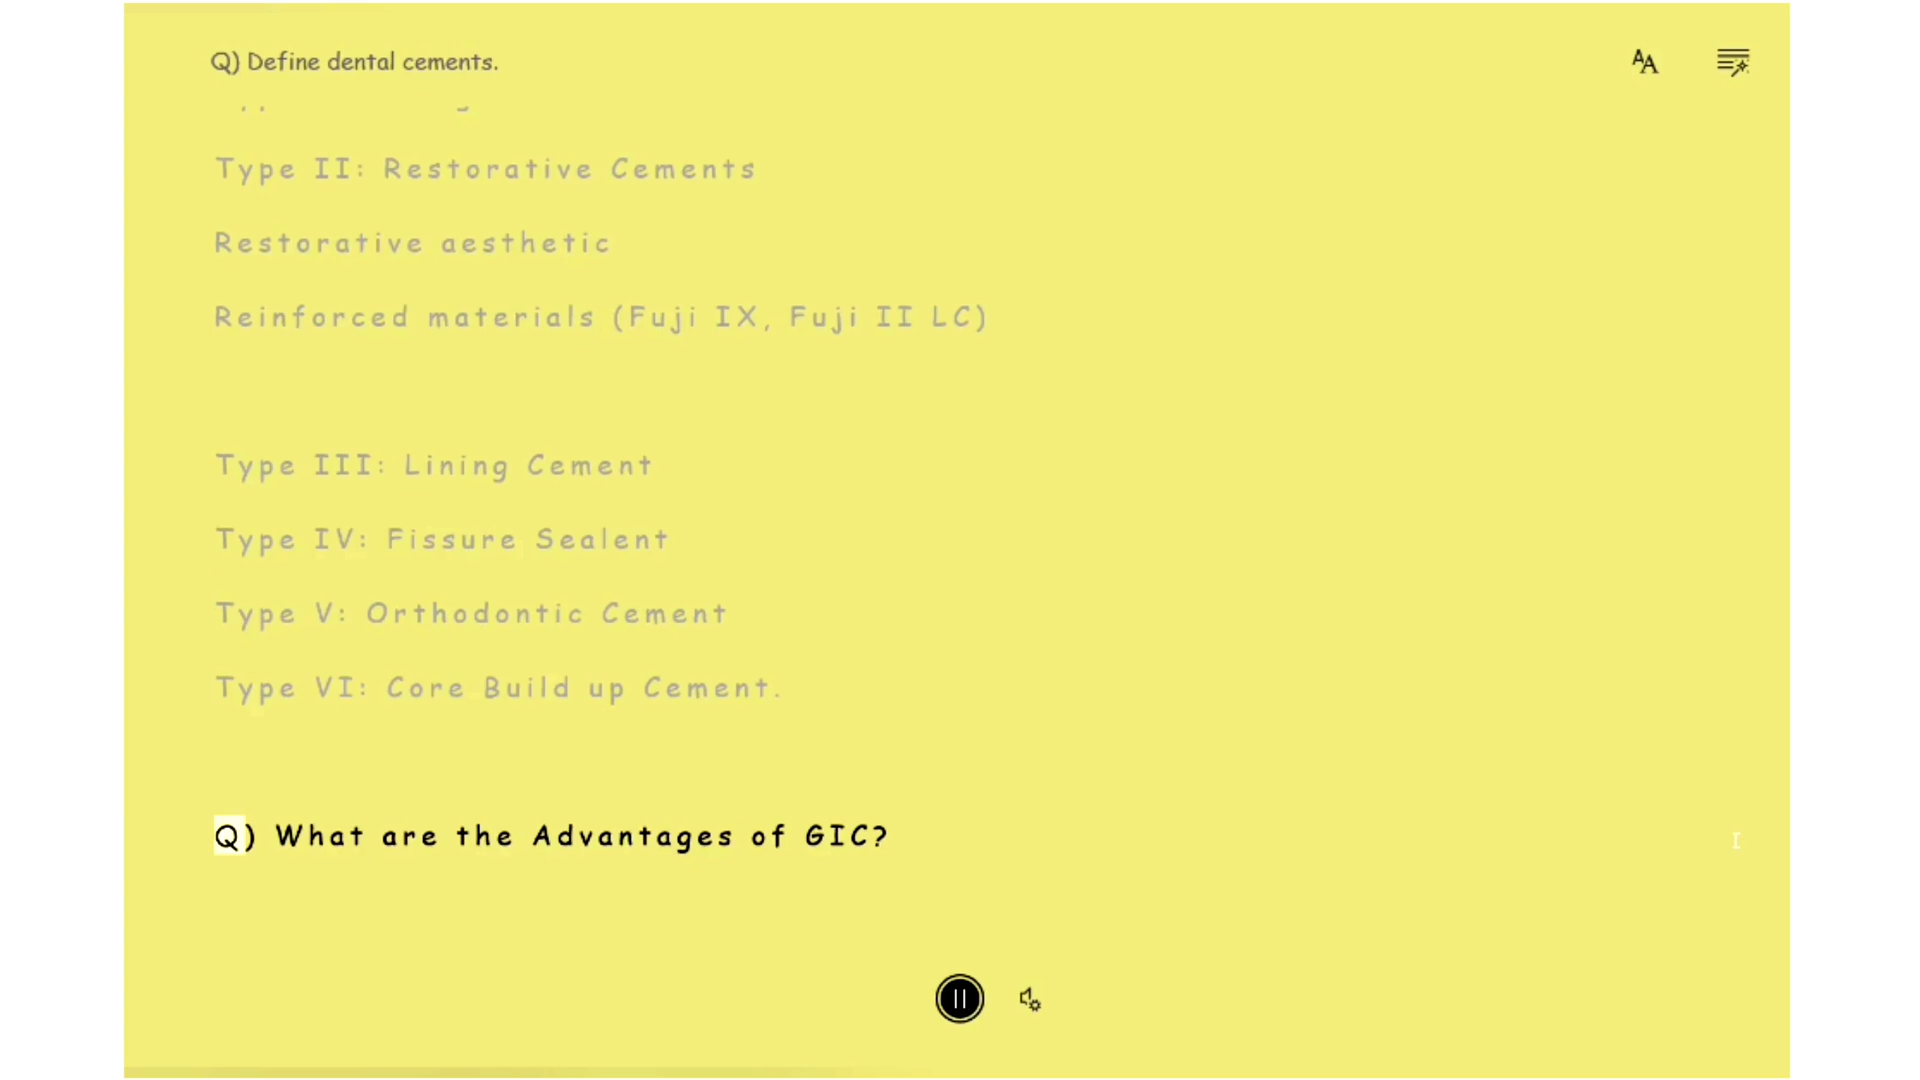 Q) Define dental cements.
Type II: Restorative Cements
Restorative aesthetic
Reinforced materials (Fuji IX, Fuji II LC)
Type III: Lining Cement
Type IV: Fissure Sealent
Type V: Orthodontic Cement
Type VI: Core Build up Cement.
Q) What are the Advantages of GIC?